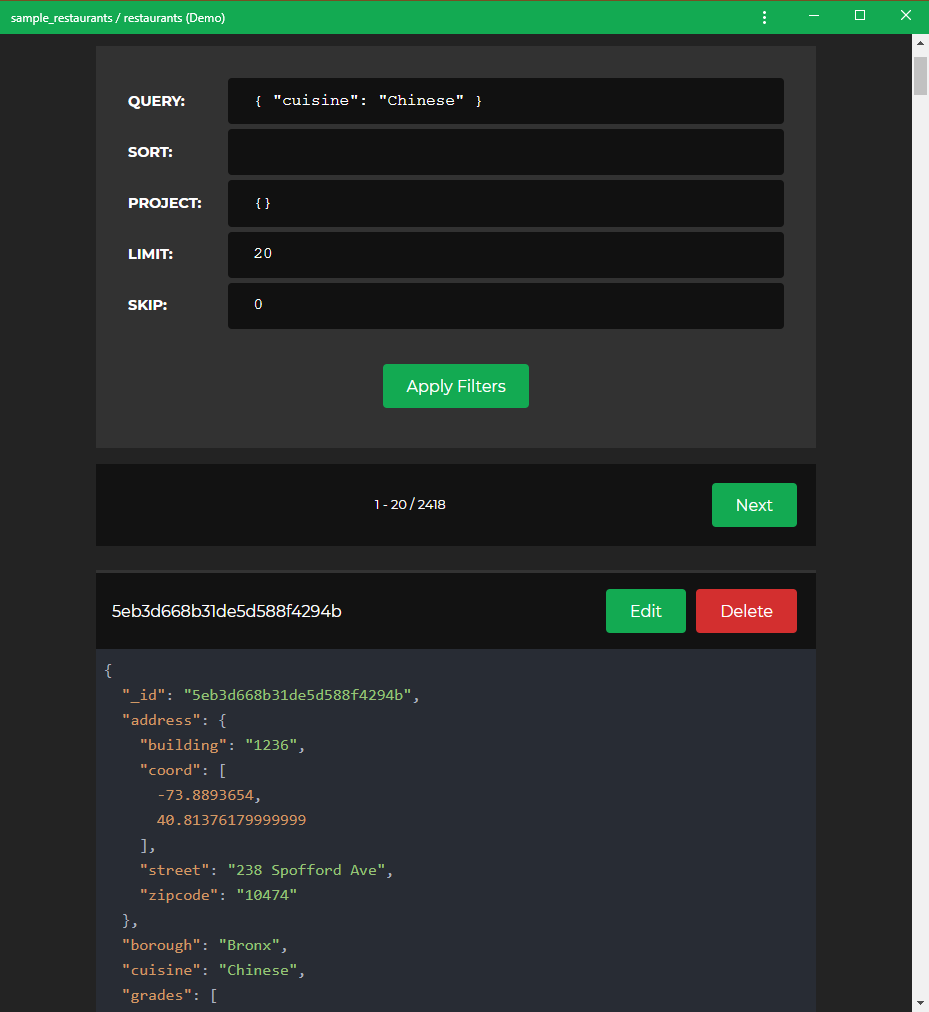 sample_restaurants / restaurants (Demo)
QUERY: { "cuisine": "Chinese" }
SORT:
PROJECT: {}
LIMIT: 20
SKIP: 0
Apply Filters
1 - 20 / 2418 Next
5eb3d668b31de5d588f4294b Edit Delete
{
"_id": "5eb3d668b31de5d588f4294b",
"address": {
"building": "1236",
"coord": [
-73.8893654,
40.81376179999999
],
"street": "238 Spofford Ave",
"zipcode": "10474"
},
"borough": "Bronx",
"cuisine": "Chinese",
"grades": [